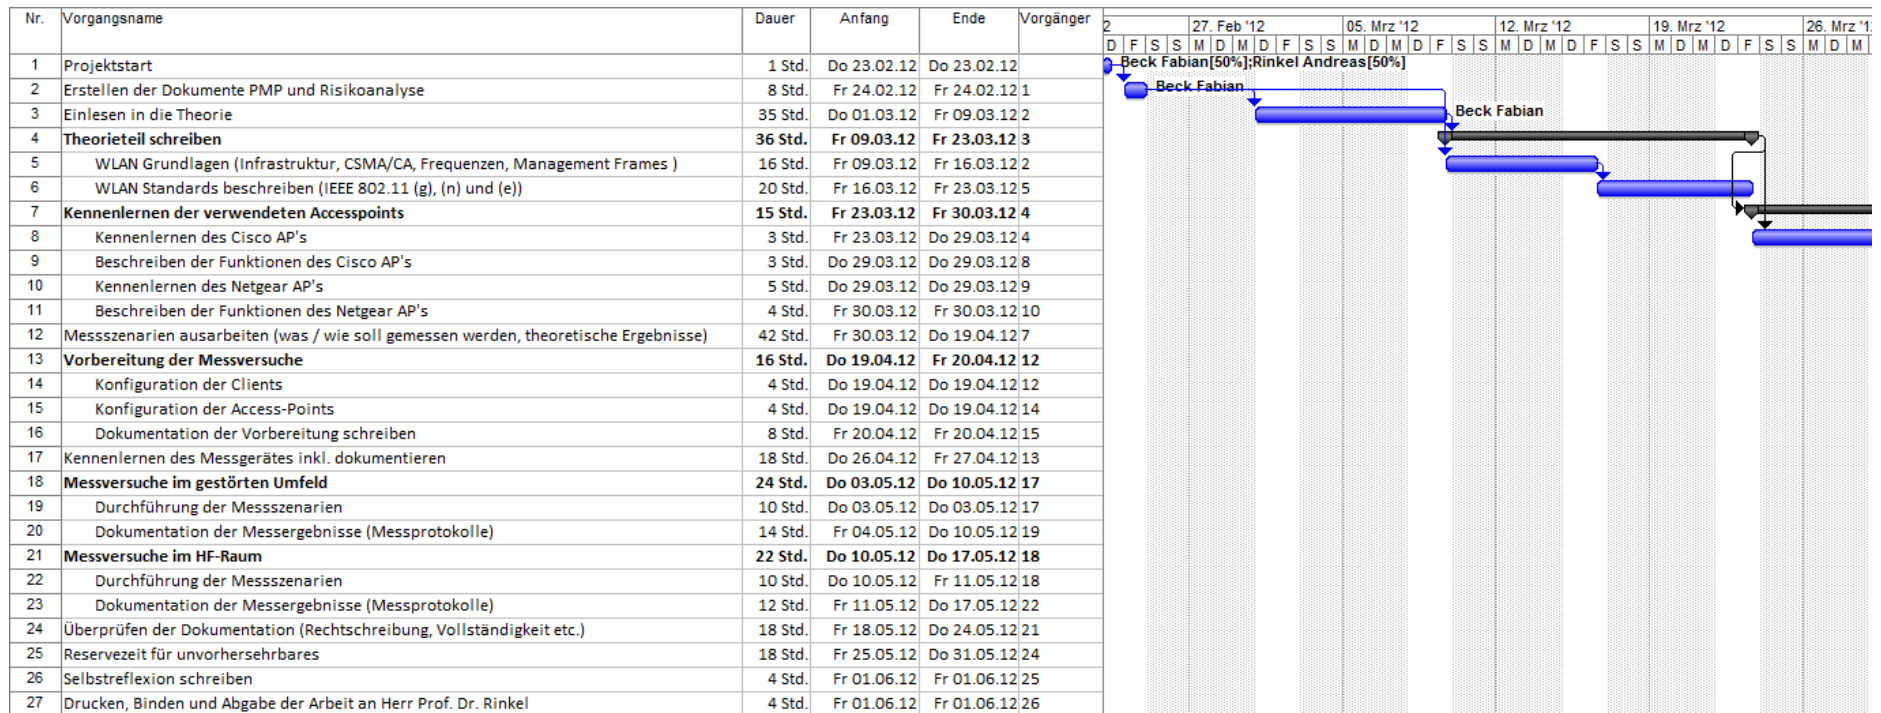 Nr. Vorgangsname Dauer Anfang Ende Vorgänger
2 27. Feb '12 05. Mrz '12 12. Mrz '12 19. Mrz '12 26. Mrz '1
D F S S M D M D F S S M D M D F S S M D M D F S S M D M D F S S M D M
1 Projektstart 1 Std. Do 23.02.12 Do 23.02.12 Beck Fabian[50%];Rinkel Andreas[50%]
2 Erstellen der Dokumente PMP und Risikoanalyse 8 Std. Fr 24.02.12 Fr 24.02.12 1 Beck Fabian
3 Einlesen in die Theorie 35 Std. Do 01.03.12 Fr 09.03.12 2 Beck Fabian
4 Theorieteil schreiben 36 Std. Fr 09.03.12 Fr 23.03.12 3
5 WLAN Grundlagen (Infrastruktur, CSMA/CA, Frequenzen, Management Frames ) 16 Std. Fr 09.03.12 Fr 16.03.12 2
6 WLAN Standards beschreiben (IEEE 802.11 (g), (n) und (e)) 20 Std. Fr 16.03.12 Fr 23.03.12 5
7 Kennenlernen der verwendeten Accesspoints 15 Std. Fr 23.03.12 Fr 30.03.12 4
8 Kennenlernen des Cisco AP's 3 Std. Fr 23.03.12 Do 29.03.12 4
9 Beschreiben der Funktionen des Cisco AP's 3 Std. Do 29.03.12 Do 29.03.12 8
10 Kennenlernen des Netgear AP's 5 Std. Do 29.03.12 Do 29.03.12 9
11 Beschreiben der Funktionen des Netgear AP's 4 Std. Fr 30.03.12 Fr 30.03.12 10
12 Messszenarien ausarbeiten (was / wie soll gemessen werden, theoretische Ergebnisse) 42 Std. Fr 30.03.12 Do 19.04.12 7
13 Vorbereitung der Messversuche 16 Std. Do 19.04.12 Fr 20.04.12 12
14 Konfiguration der Clients 4 Std. Do 19.04.12 Do 19.04.12 12
15 Konfiguration der Access-Points 4 Std. Do 19.04.12 Do 19.04.12 14
16 Dokumentation der Vorbereitung schreiben 8 Std. Fr 20.04.12 Fr 20.04.12 15
17 Kennenlernen des Messgerätes inkl. dokumentieren 18 Std. Do 26.04.12 Fr 27.04.12 13
18 Messversuche im gestörten Umfeld 24 Std. Do 03.05.12 Do 10.05.12 17
19 Durchführung der Messszenarien 10 Std. Do 03.05.12 Do 03.05.12 17
20 Dokumentation der Messergebnisse (Messprotokolle) 14 Std. Fr 04.05.12 Do 10.05.12 19
21 Messversuche im HF-Raum 22 Std. Do 10.05.12 Do 17.05.12 18
22 Durchführung der Messszenarien 10 Std. Do 10.05.12 Fr 11.05.12 18
23 Dokumentation der Messergebnisse (Messprotokolle) 12 Std. Fr 11.05.12 Do 17.05.12 22
24 Überprüfen der Dokumentation (Rechtschreibung, Vollständigkeit etc.) 18 Std. Fr 18.05.12 Do 24.05.12 21
25 Reservezeit für unvorhersehrbares 18 Std. Fr 25.05.12 Do 31.05.12 24
26 Selbstreflexion schreiben 4 Std. Fr 01.06.12 Fr 01.06.12 25
27 Drucken, Binden und Abgabe der Arbeit an Herr Prof. Dr. Rinkel 4 Std. Fr 01.06.12 Fr 01.06.12 26